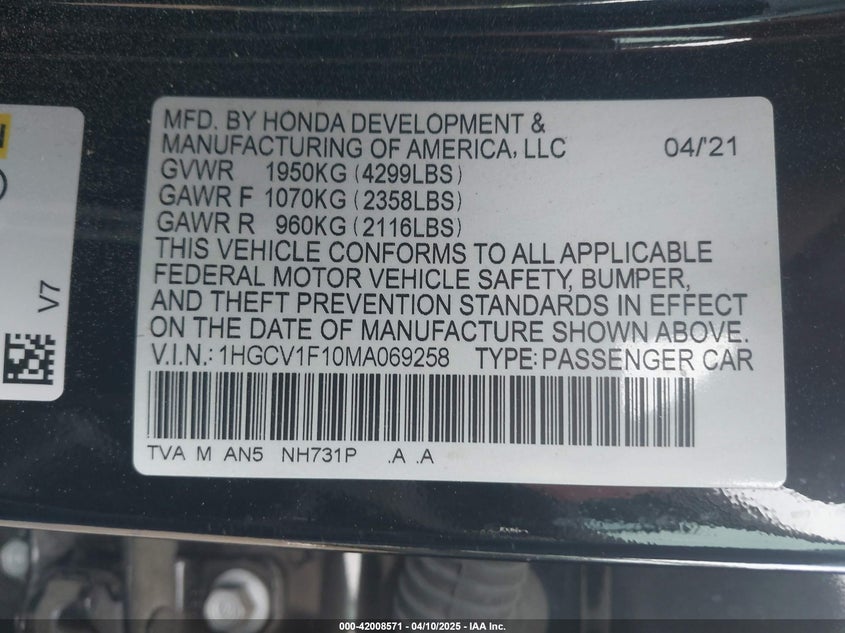 MFD. BY HONDA DEVELOPMENT &
MANUFACTURING OF AMERICA, LLC 04/'21
GVWR 1950KG (4299LBS)
GAWR F 1070KG (2358LBS)
GAWR R 960KG (2116LBS)
THIS VEHICLE CONFORMS TO ALL APPLICABLE
FEDERAL MOTOR VEHICLE SAFETY, BUMPER,
AND THEFT PREVENTION STANDARDS IN EFFECT
ON THE DATE OF MANUFACTURE SHOWN ABOVE.
V.I.N.: 1HGCV1F10MA069258 TYPE: PASSENGER CAR
TVA M AN5 NH731P .A .A
V7
000-42008571 - 04/10/2025 - IAA Inc.